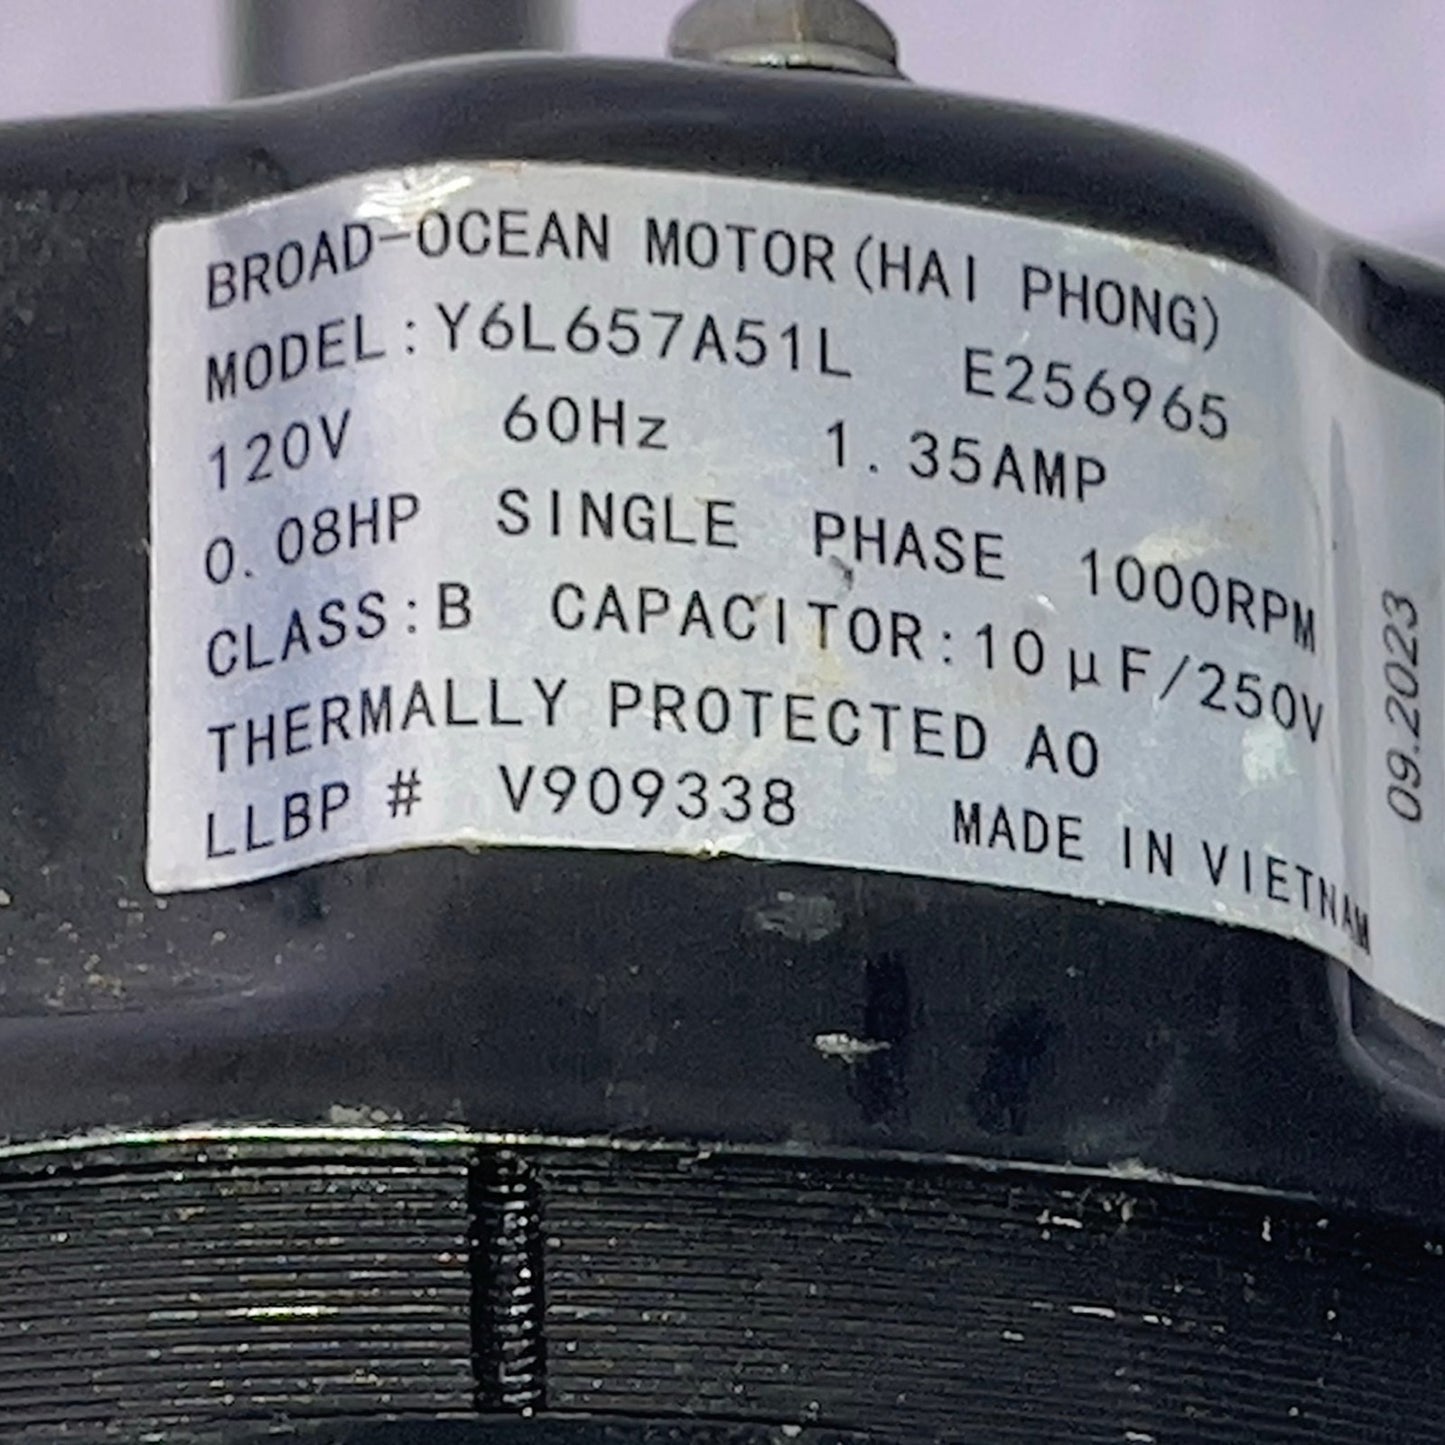 BROAD-OCEAN MOTOR(HAI PHONG)
MODEL:Y6L657A51L E256965
120V 60Hz 1.35AMP
0.08HP SINGLE PHASE 1000RPM
CLASS:B CAPACITOR:10μF/250V
THERMALLY PROTECTED AO
LLBP # V909338 MADE IN VIETNAM
09.2023